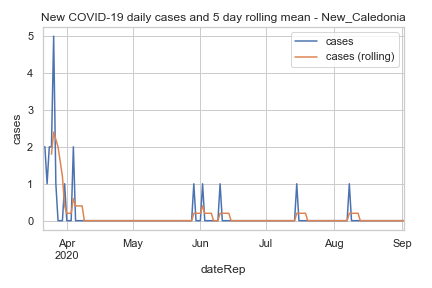 New COVID-19 daily cases and 5 day rolling mean - New_Caledonia
cases
cases (rolling)
cases
5
4
3
2
1
0
Apr
2020
May
Jun
Jul
Aug
Sep
dateRep